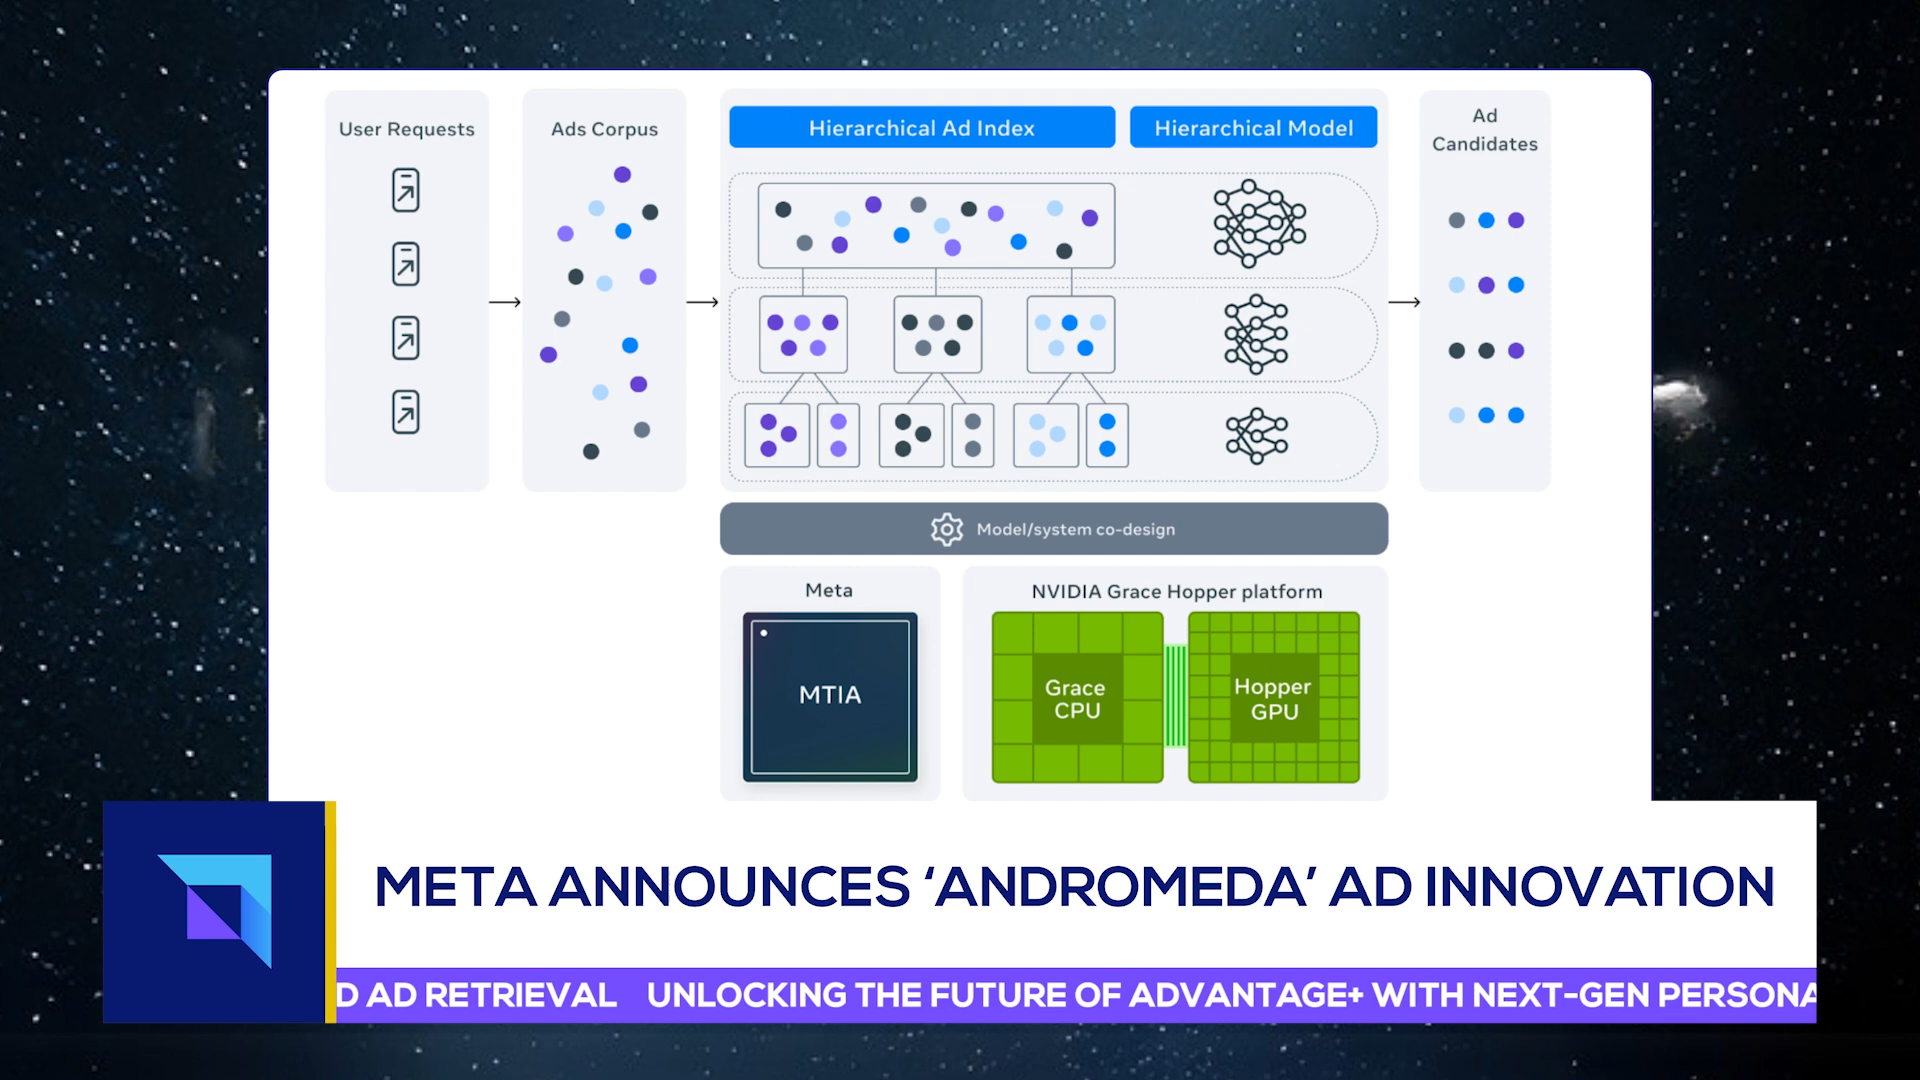 User Requests
Ads Corpus
Hierarchical Ad Index
Hierarchical Model
Ad
Candidates
Model/system co-design
Meta
MTIA
NVIDIA Grace Hopper platform
Grace
CPU
Hopper
GPU
META ANNOUNCES ‘ANDROMEDA’ AD INNOVATION
D AD RETRIEVAL UNLOCKING THE FUTURE OF ADVANTAGE+ WITH NEXT-GEN PERSONA